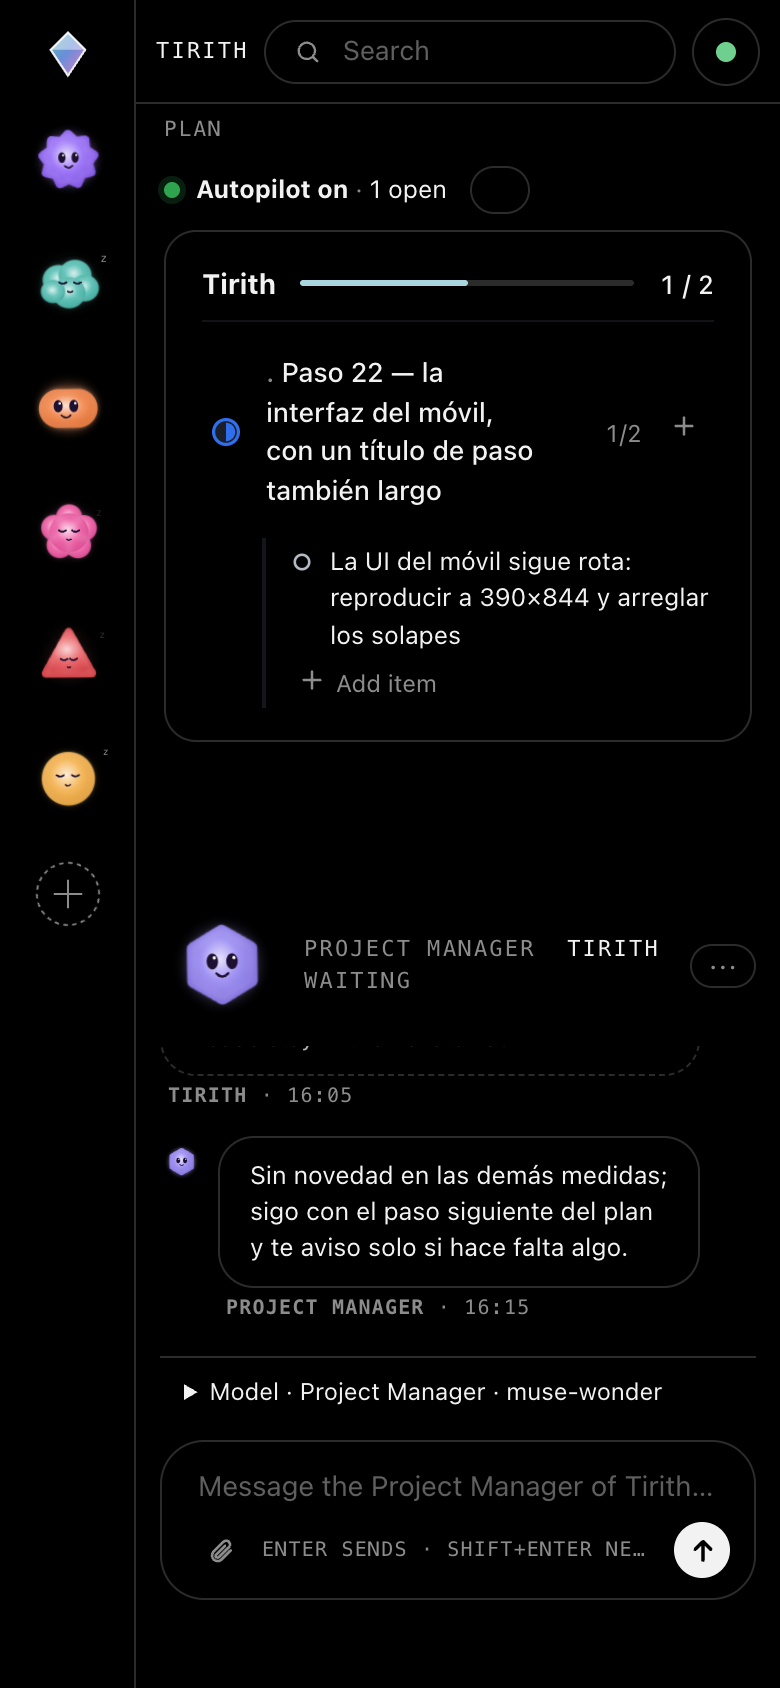 TIRITH
Search
PLAN
Autopilot on · 1 open
Tirith
1 / 2
. Paso 22 — la
interfaz del móvil,
con un título de paso
también largo
1/2
La UI del móvil sigue rota:
reproducir a 390×844 y arreglar
los solapes
Add item
PROJECT MANAGER TIRITH
WAITING
TIRITH · 16:05
Sin novedad en las demás medidas;
sigo con el paso siguiente del plan
y te aviso solo si hace falta algo.
PROJECT MANAGER · 16:15
Model · Project Manager · muse-wonder
Message the Project Manager of Tirith…
ENTER SENDS · SHIFT+ENTER NE…